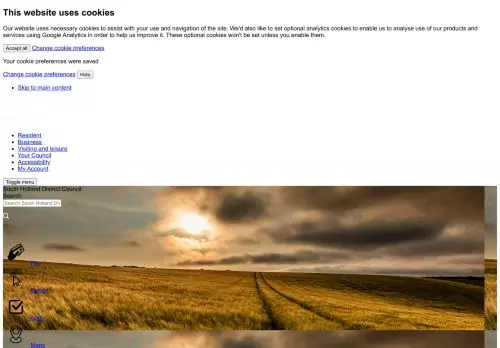 This website uses cookies
Our website uses necessary cookies to assist with your use and navigation of the site. We'd also like to set optional analytics cookies to enable us to analyse use of our products and
services using Google Analytics in order to help us improve it. These optional cookies won't be set unless you enable them.
Accept all Change cookie preferences
Your cookie preferences were saved
Change cookie preferences Hide
Skip to main content
Resident
Business
Visiting and leisure
Your Council
Accessibility
My Account
Toggle menu
South Holland District Council
Search
Search South Holland Dis
Maps